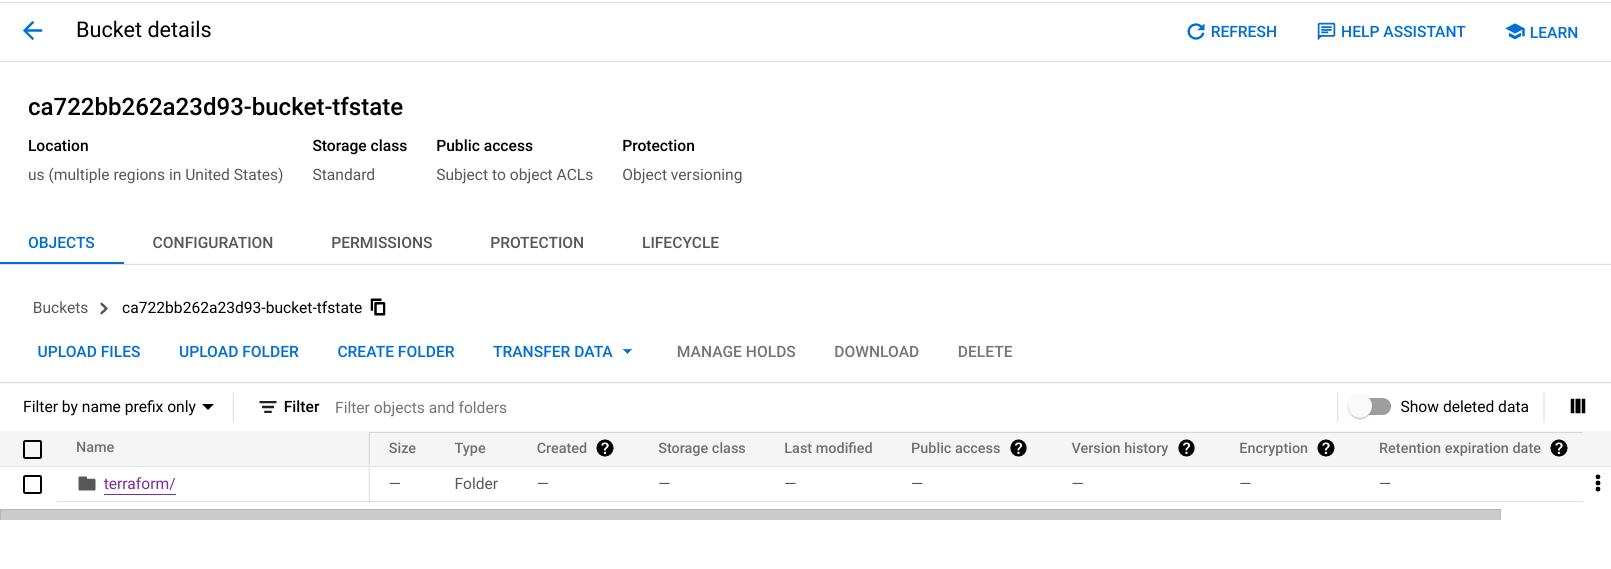 Bucket details
REFRESH HELP ASSISTANT LEARN
ca722bb262a23d93-bucket-tfstate
Location Storage class Public access Protection
us (multiple regions in United States) Standard Subject to object ACLs Object versioning
OBJECTS CONFIGURATION PERMISSIONS PROTECTION LIFECYCLE
Buckets ca722bb262a23d93-bucket-tfstate
UPLOAD FILES UPLOAD FOLDER CREATE FOLDER TRANSFER DATA MANAGE HOLDS DOWNLOAD DELETE
Filter by name prefix only Filter Filter objects and folders Show deleted data
Name Size Type Created ? Storage class Last modified Public access ? Version history ? Encryption ? Retention expiration date ?
terraform/ — Folder — — — — — — —